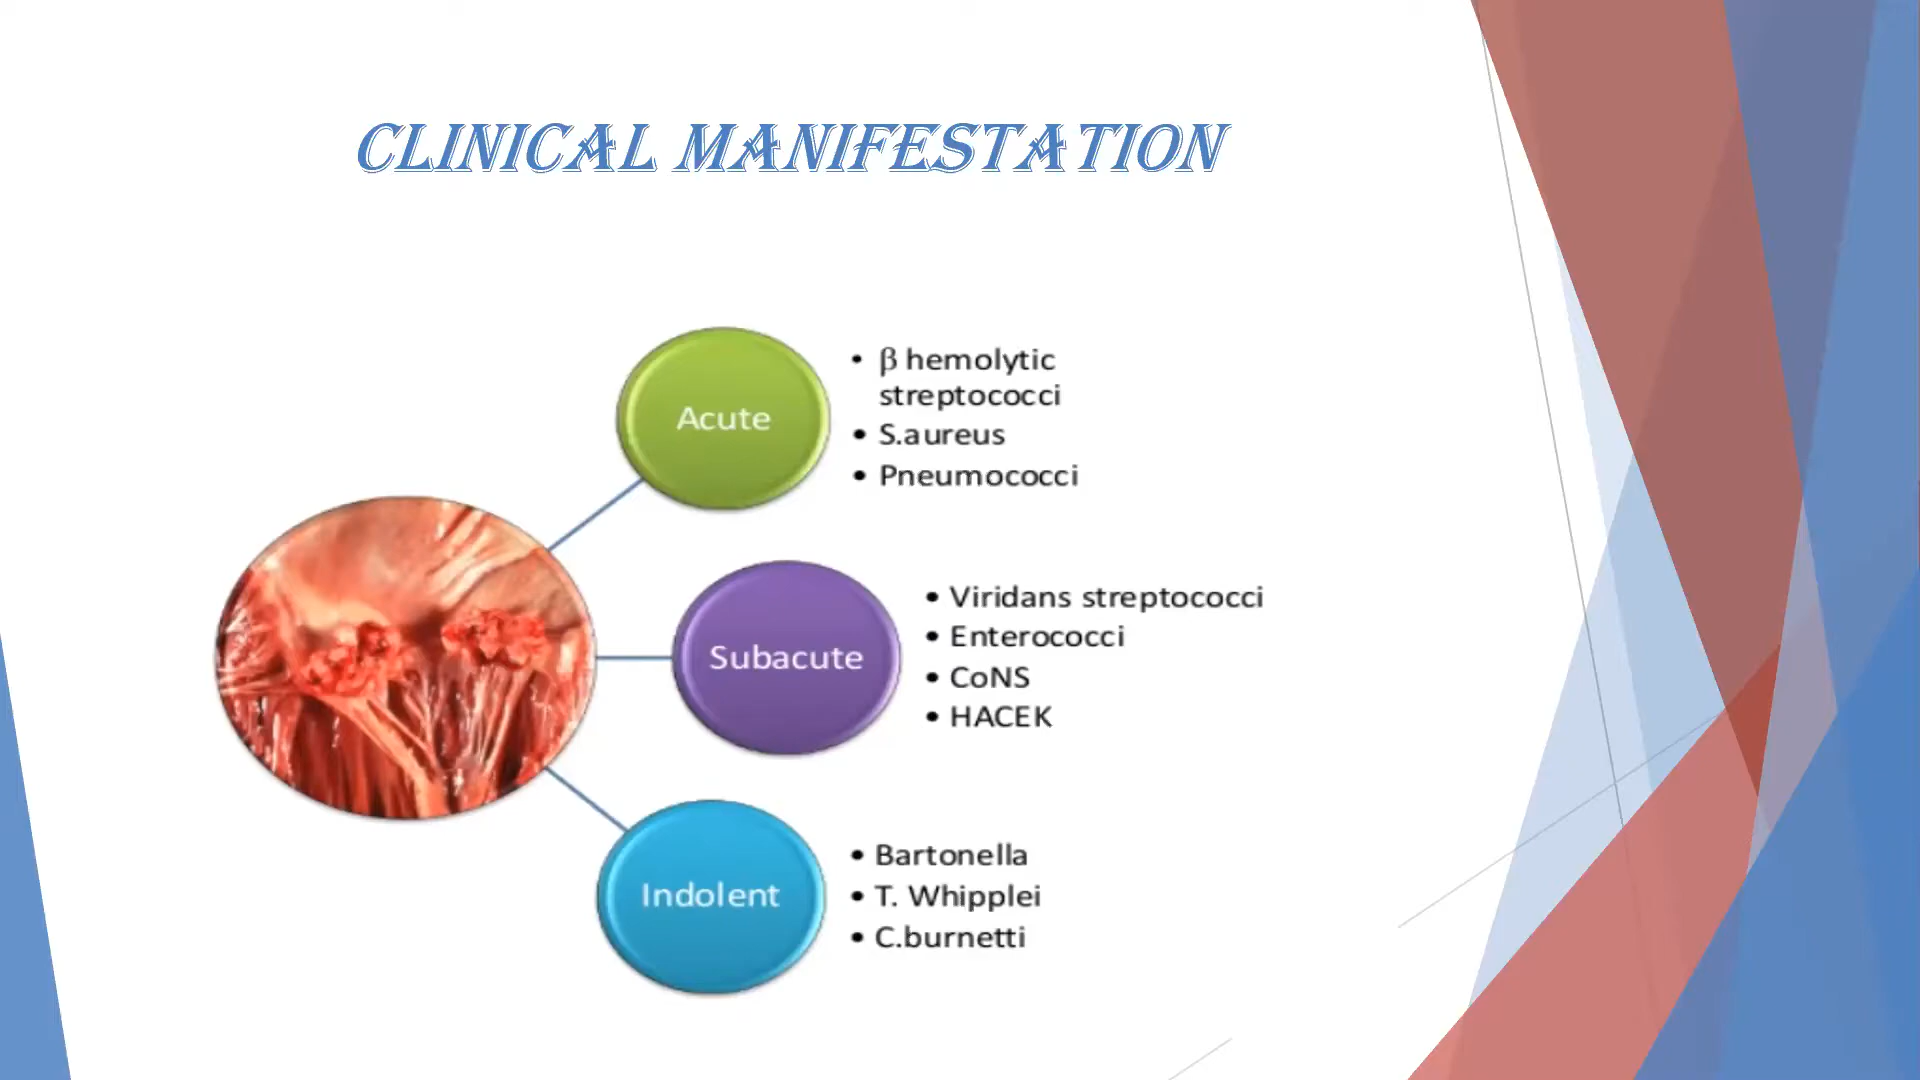 CLINICAL MANIFESTATION
Acute
• β hemolytic
streptococci
• S.aureus
• Pneumococci
Subacute
• Viridans streptococci
• Enterococci
• CoNS
• HACEK
Indolent
• Bartonella
• T. Whipplei
• C.burnetti